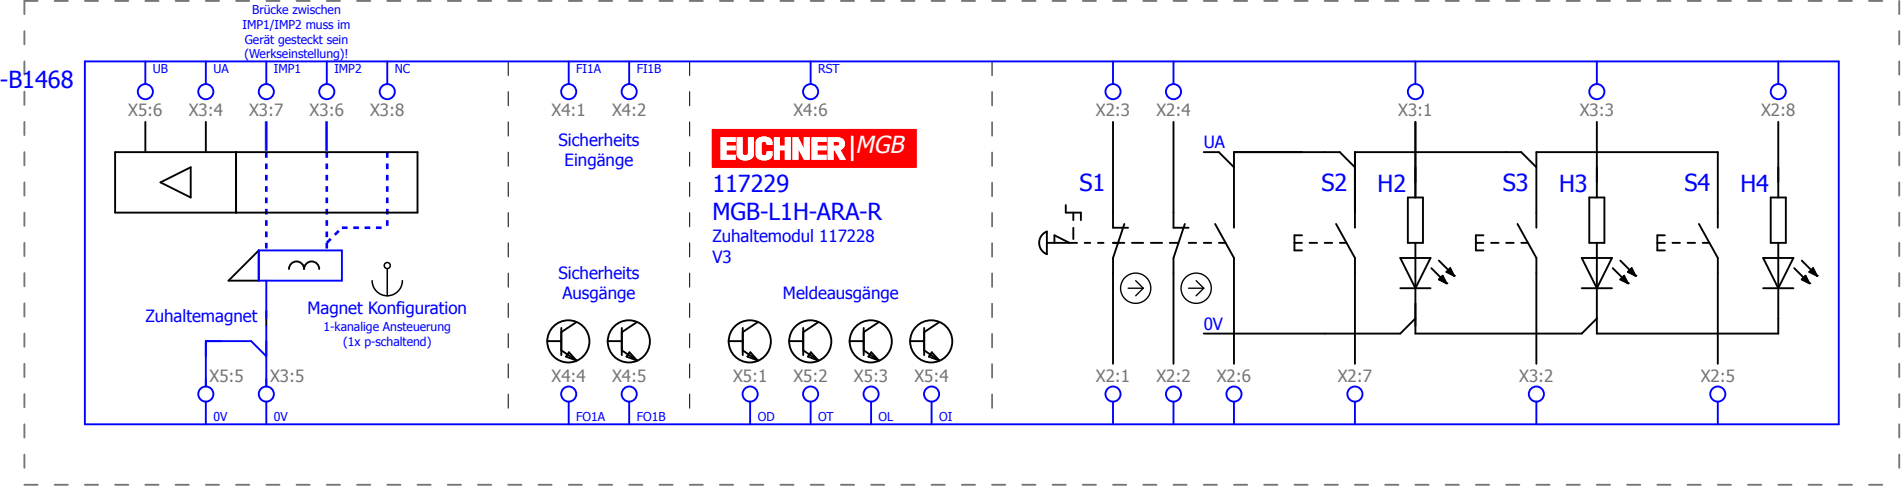 Brücke zwischen
IMP1/IMP2 muss im
Gerät gesteckt sein
(Werkseinstellung)!
-B1468
UB UA IMP1 IMP2 NC FI1A FI1B RST
X5:6 X3:4 X3:7 X3:6 X3:8 X4:1 X4:2 X4:6 X2:3 X2:4 X3:1 X3:3 X2:8
Sicherheits
Eingänge
EUCHNER|MGB
117229
MGB-L1H-ARA-R
Zuhaltemodul 117228
V3
UA
S1 S2 H2 S3 H3 S4 H4
Sicherheits
Ausgänge
Meldeausgänge
Zuhaltemagnet
Magnet Konfiguration
1-kanalige Ansteuerung
(1x p-schaltend)
0V
X5:5 X3:5 X4:4 X4:5 X5:1 X5:2 X5:3 X5:4 X2:1 X2:2 X2:6 X2:7 X3:2 X2:5
0V 0V FO1A FO1B OD OT OL OI